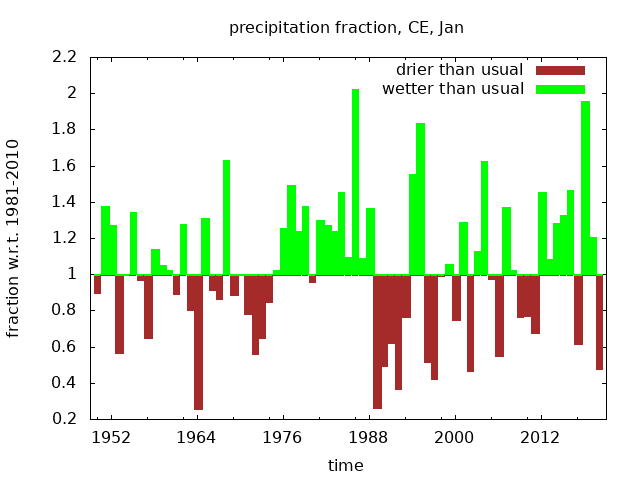 precipitation fraction, CE, Jan
drier than usual
wetter than usual
2.2
2
1.8
1.6
1.4
1.2
1
0.8
0.6
0.4
0.2
fraction w.r.t. 1981-2010
1952 1964 1976 1988 2000 2012
time